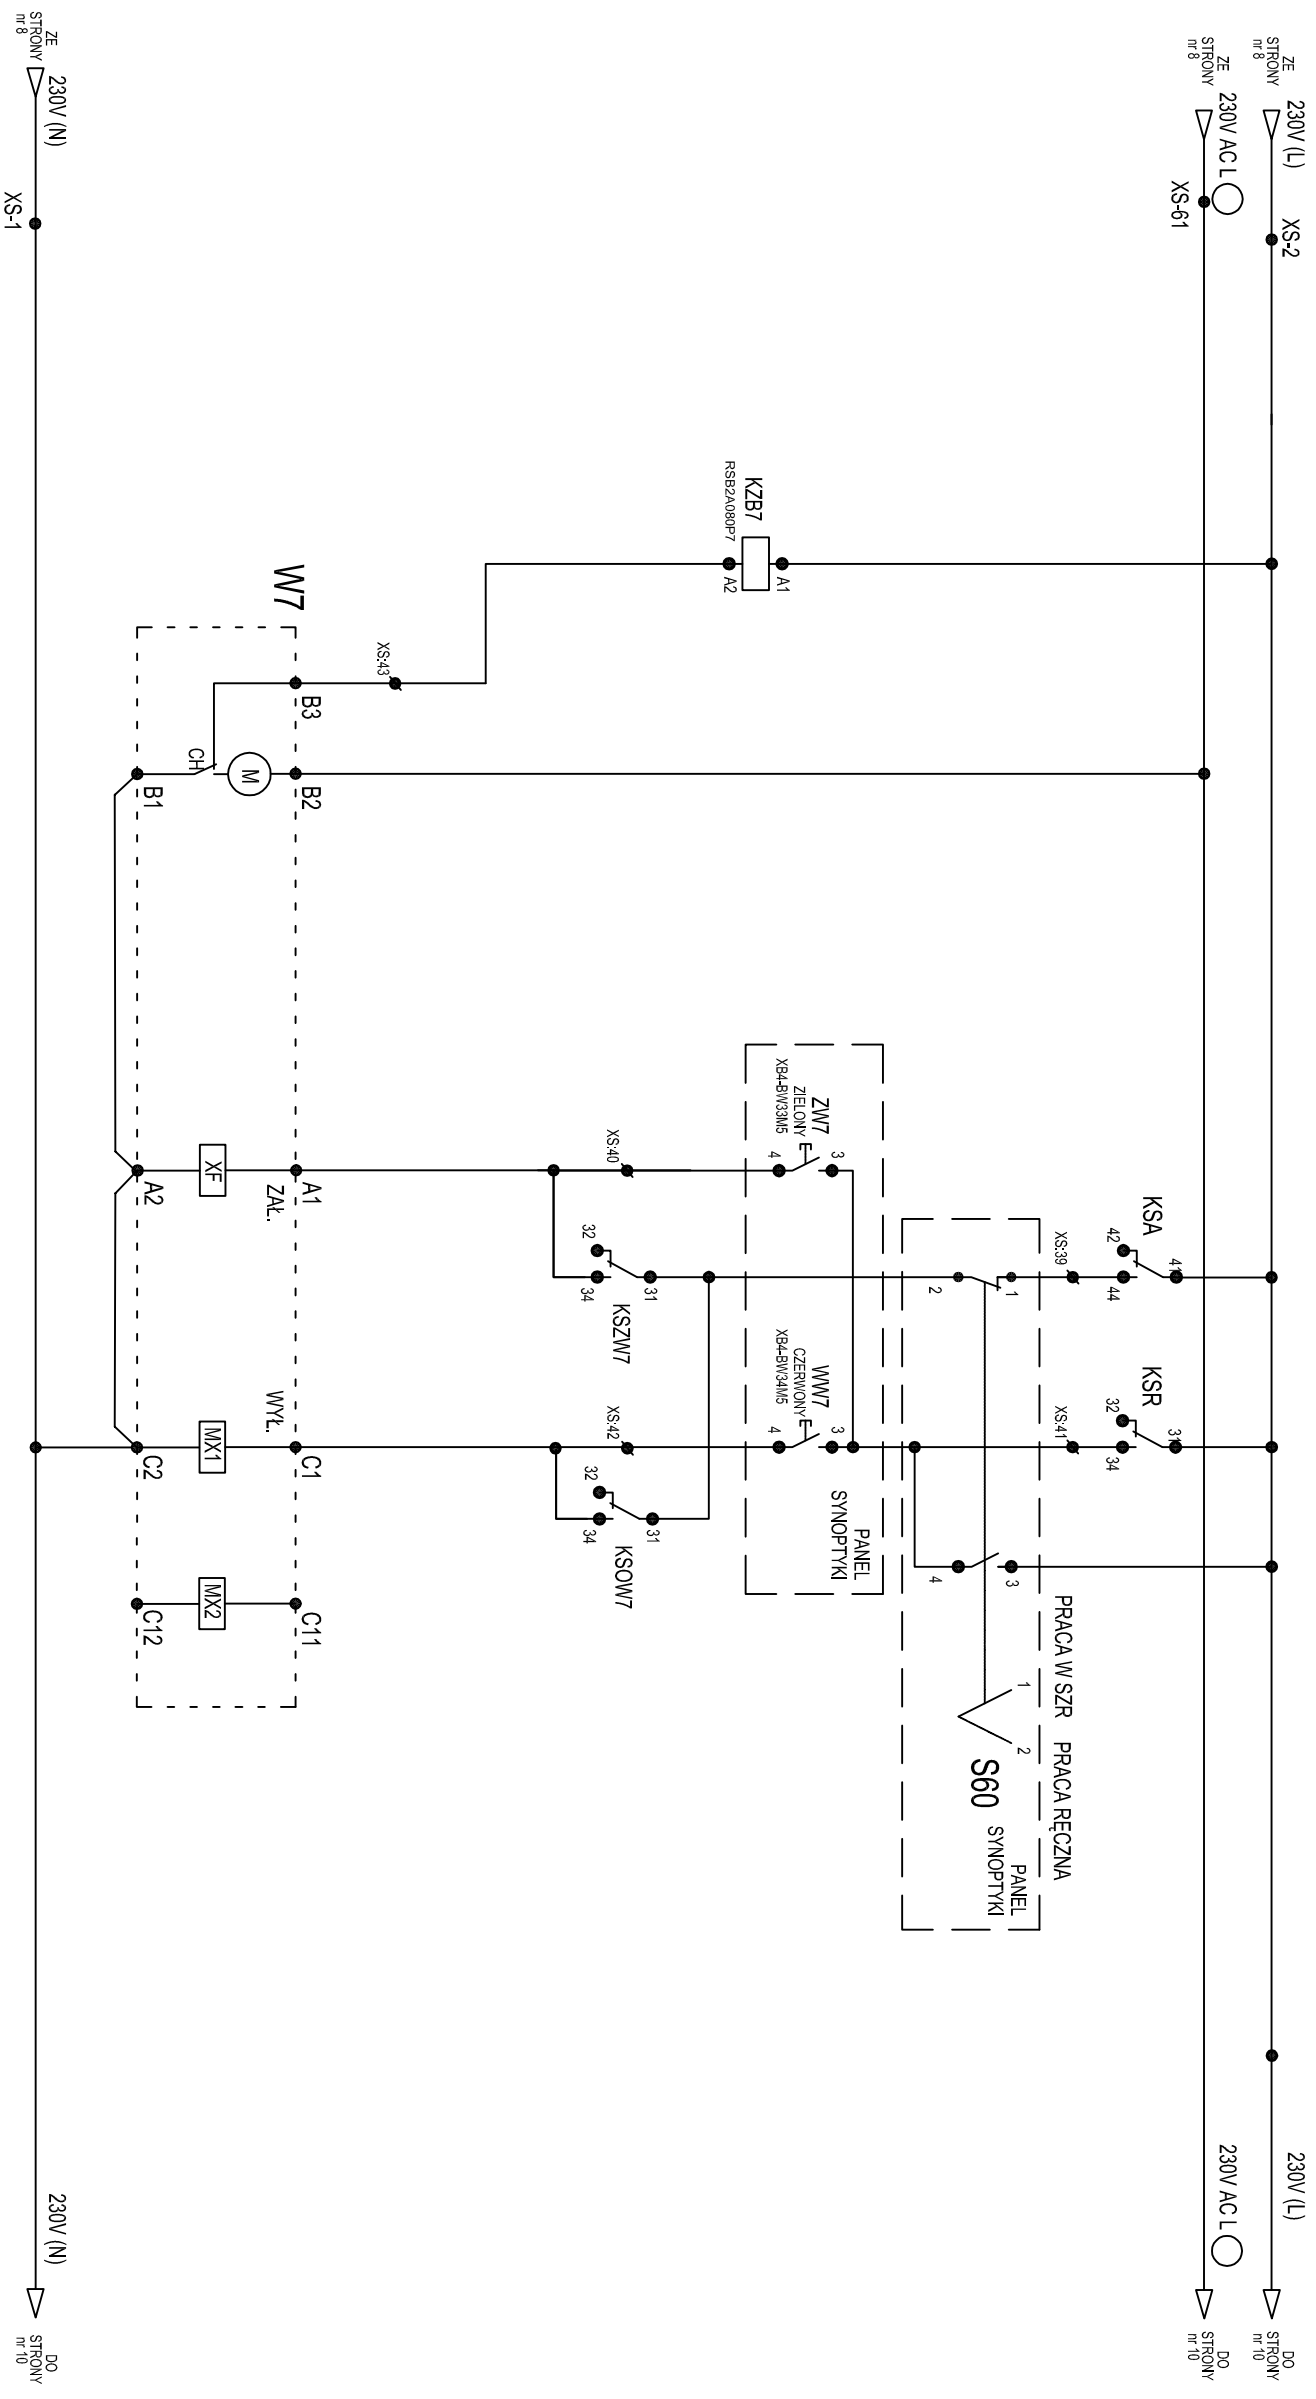 ZE
STRONY
nr 8
230V (L)
XS-2
230V (L)
DO
STRONY
nr 10
ZE
STRONY
nr 8
230V AC L
XS-61
230V AC L
DO
STRONY
nr 10
KSA
41
42
44
XS:39
KSR
31
32
34
XS:41
PRACA W SZR
PRACA RĘCZNA
1
2
3
4
1
2
S60
PANEL
SYNOPTYKI
PANEL
SYNOPTYKI
ZW7
ZIELONY
XB4-BW33M5
3
4
WW7
CZERWONY
XB4-BW34M5
3
4
KZB7
RSB2A080P7
A1
A2
XS:40
31
32
34
KSZW7
XS:42
31
32
34
KSOW7
XS:43
W7
B3
B2
A1
ZAŁ.
C1
WYŁ.
C11
CH
M
XF
MX1
MX2
B1
A2
C2
C12
ZE
STRONY
nr 8
230V (N)
XS-1
230V (N)
DO
STRONY
nr 10